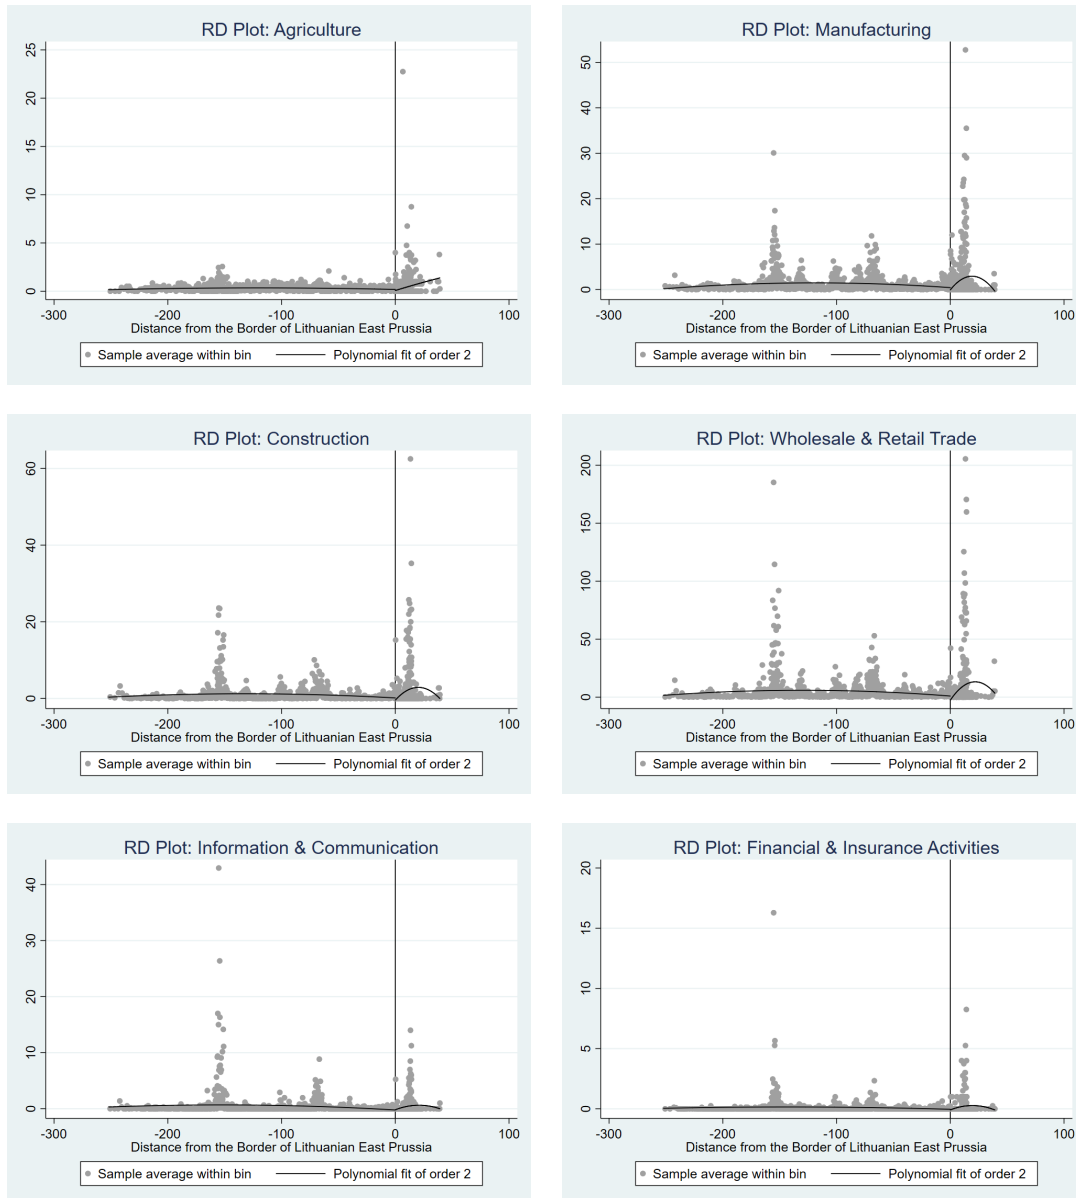 RD Plot: Agriculture
25
20
15
10
5
0
-300 -200 -100 0 100
Distance from the Border of Lithuanian East Prussia
Sample average within bin Polynomial fit of order 2
RD Plot: Manufacturing
50
40
30
20
10
0
-300 -200 -100 0 100
Distance from the Border of Lithuanian East Prussia
Sample average within bin Polynomial fit of order 2
RD Plot: Construction
60
40
20
0
-300 -200 -100 0 100
Distance from the Border of Lithuanian East Prussia
Sample average within bin Polynomial fit of order 2
RD Plot: Wholesale & Retail Trade
200
150
100
50
0
-300 -200 -100 0 100
Distance from the Border of Lithuanian East Prussia
Sample average within bin Polynomial fit of order 2
RD Plot: Information & Communication
40
30
20
10
0
-300 -200 -100 0 100
Distance from the Border of Lithuanian East Prussia
Sample average within bin Polynomial fit of order 2
RD Plot: Financial & Insurance Activities
20
15
10
5
0
-300 -200 -100 0 100
Distance from the Border of Lithuanian East Prussia
Sample average within bin Polynomial fit of order 2